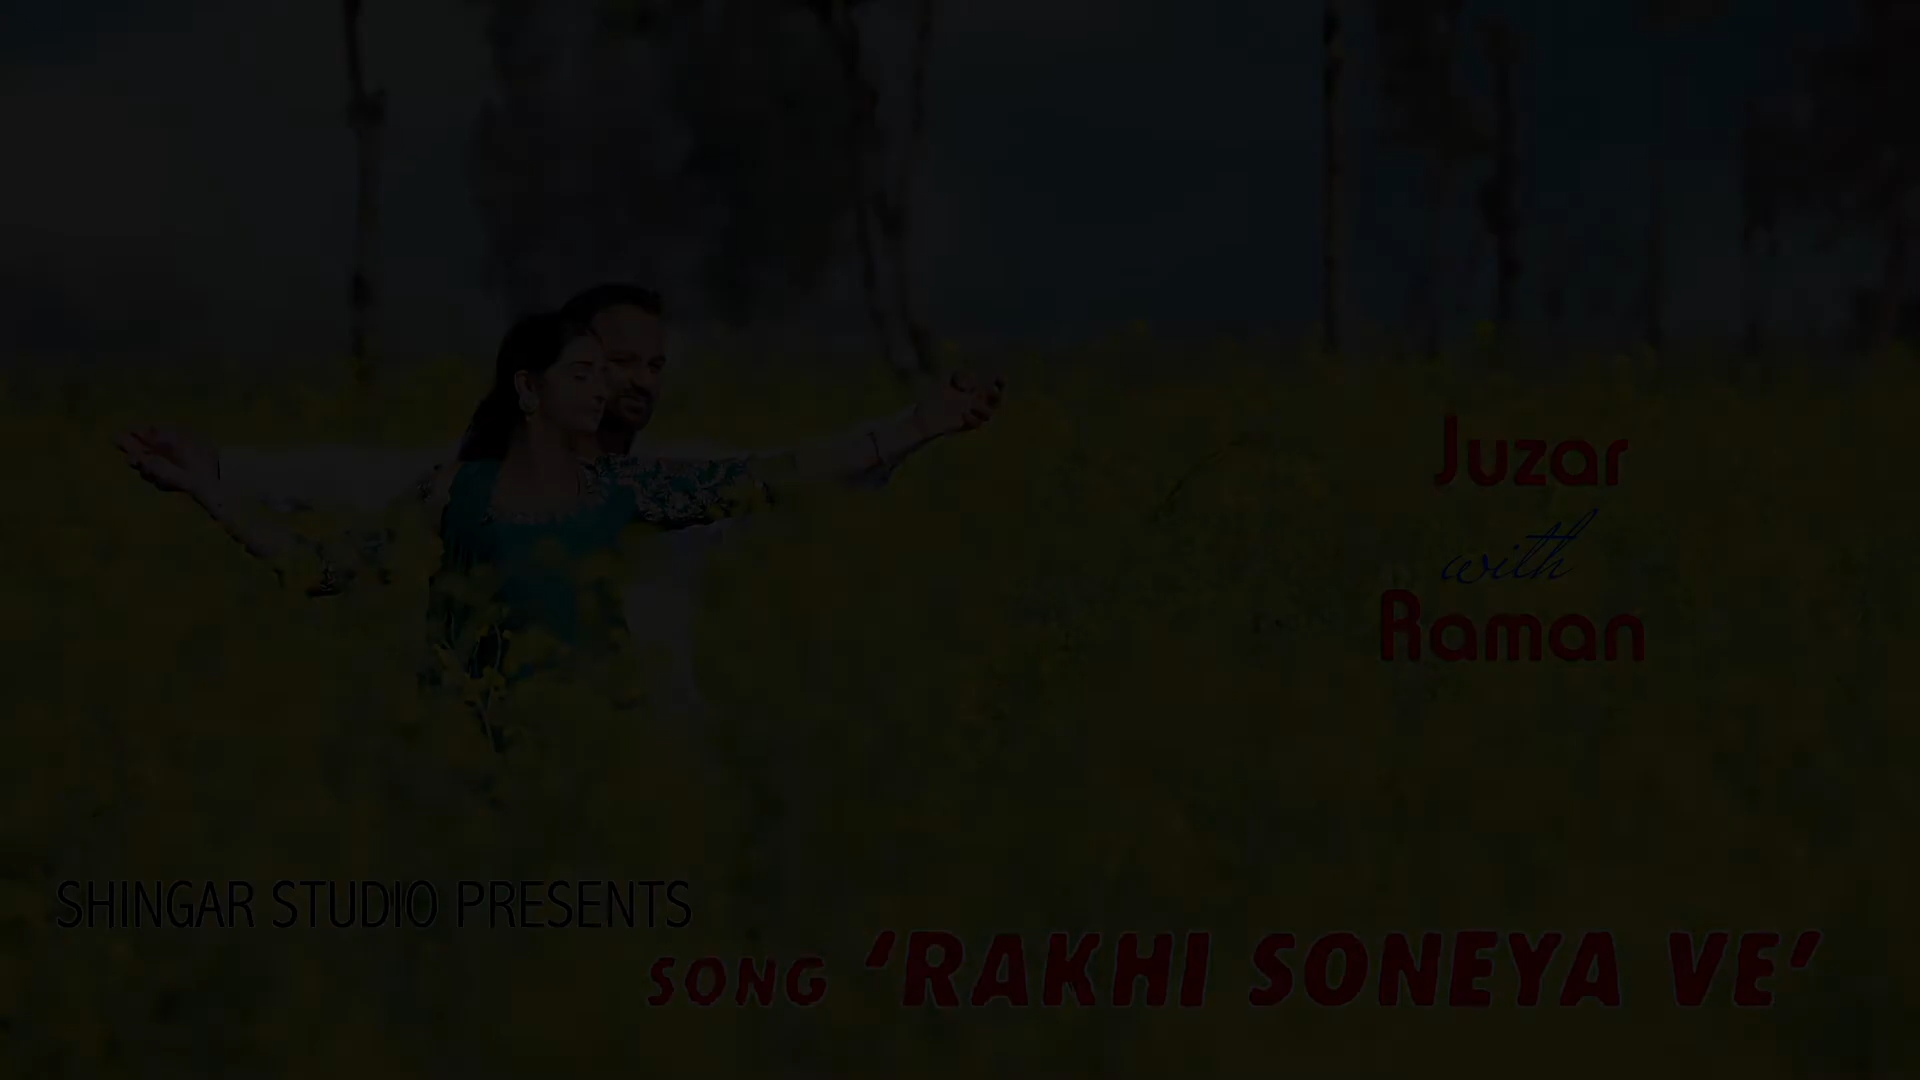 Juzar
with
Raman
SHINGAR STUDIO PRESENTS
SONG 'RAKHI SONEYA VE'